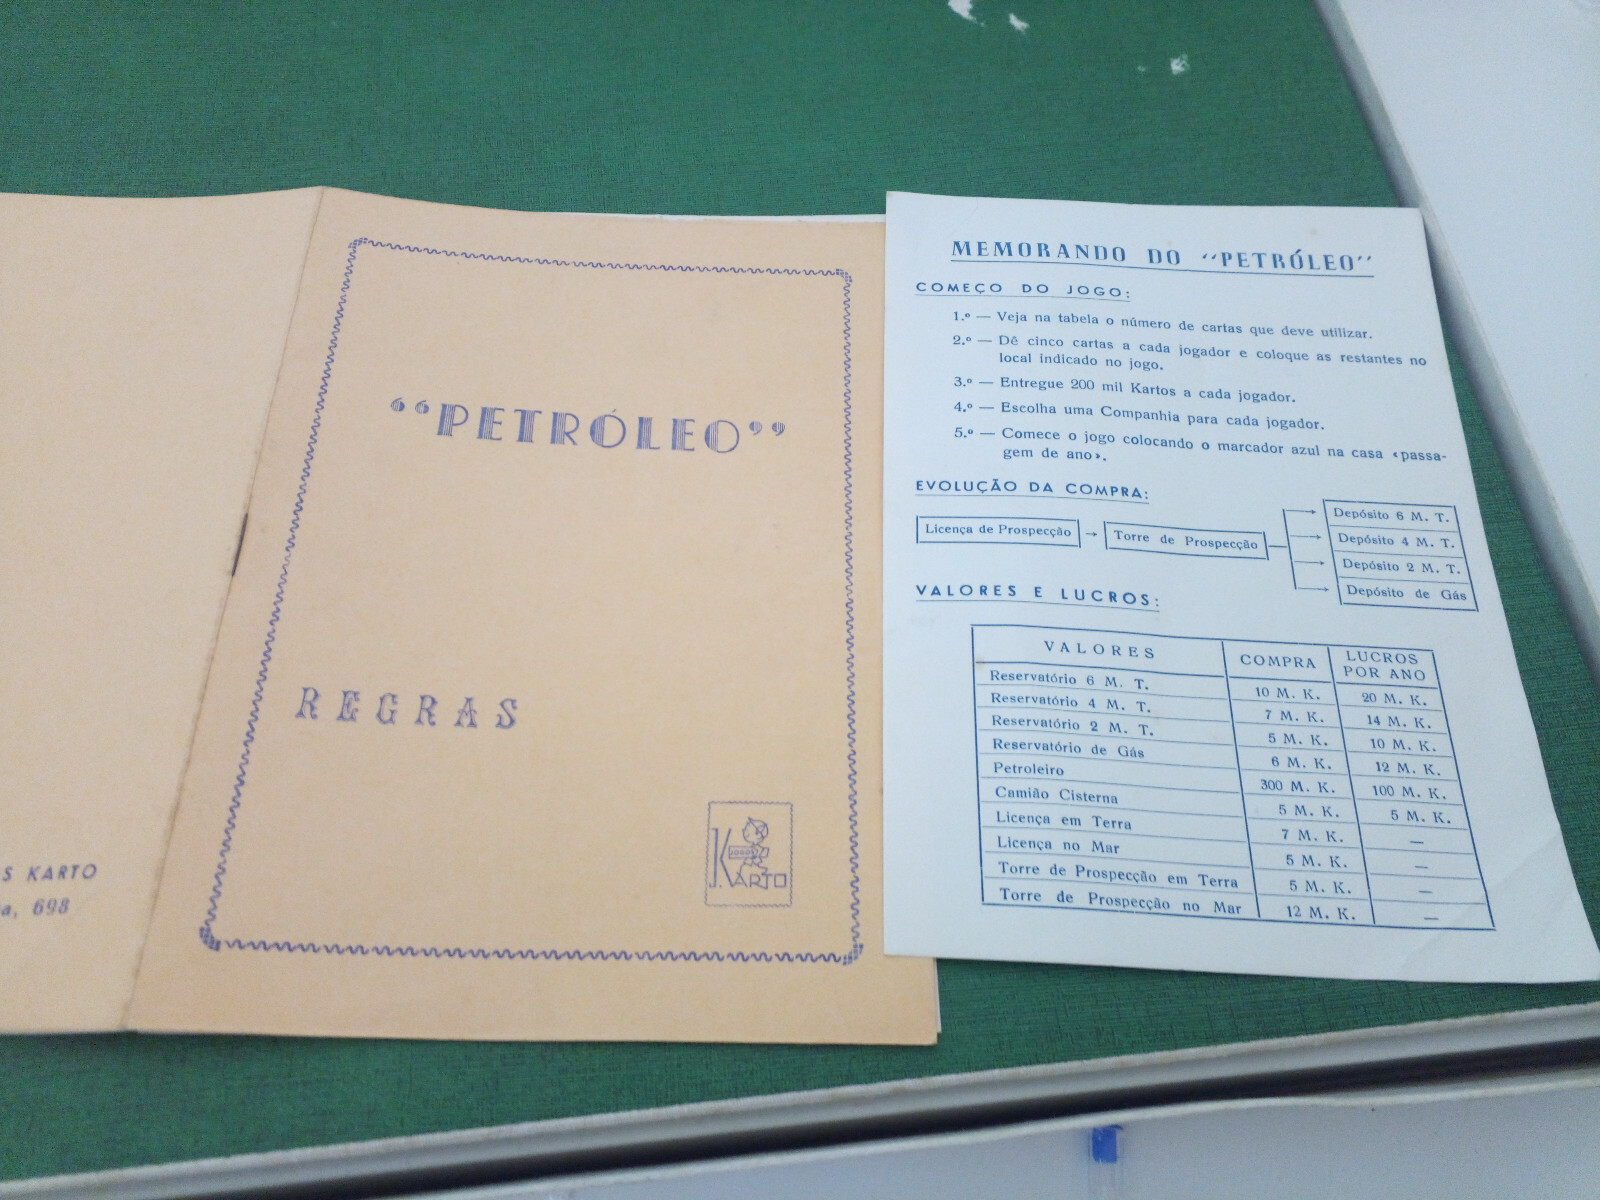 S KARTO
a, 698
“PETRÓLEO”
REGRAS
JOGOS
J. KARTO
MEMORANDO DO “PETRÓLEO”
COMEÇO DO JOGO:
1.º — Veja na tabela o número de cartas que deve utilizar.
2.º — Dê cinco cartas a cada jogador e coloque as restantes no
local indicado no jogo.
3.º — Entregue 200 mil Kartos a cada jogador.
4.º — Escolha uma Companhia para cada jogador.
5.º — Comece o jogo colocando o marcador azul na casa «passa-
gem de ano».
EVOLUÇÃO DA COMPRA:
Licença de Prospecção → Torre de Prospecção
Depósito 6 M. T.
Depósito 4 M. T.
Depósito 2 M. T.
Depósito de Gás
VALORES E LUCROS:
VALORES COMPRA LUCROS POR ANO
Reservatório 6 M. T. 10 M. K. 20 M. K.
Reservatório 4 M. T. 7 M. K. 14 M. K.
Reservatório 2 M. T. 5 M. K. 10 M. K.
Reservatório de Gás 6 M. K. 12 M. K.
Petroleiro 300 M. K. 100 M. K.
Camião Cisterna 5 M. K. 5 M. K.
Licença em Terra 7 M. K. —
Licença no Mar 5 M. K. —
Torre de Prospecção em Terra 5 M. K. —
Torre de Prospecção no Mar 12 M. K. —